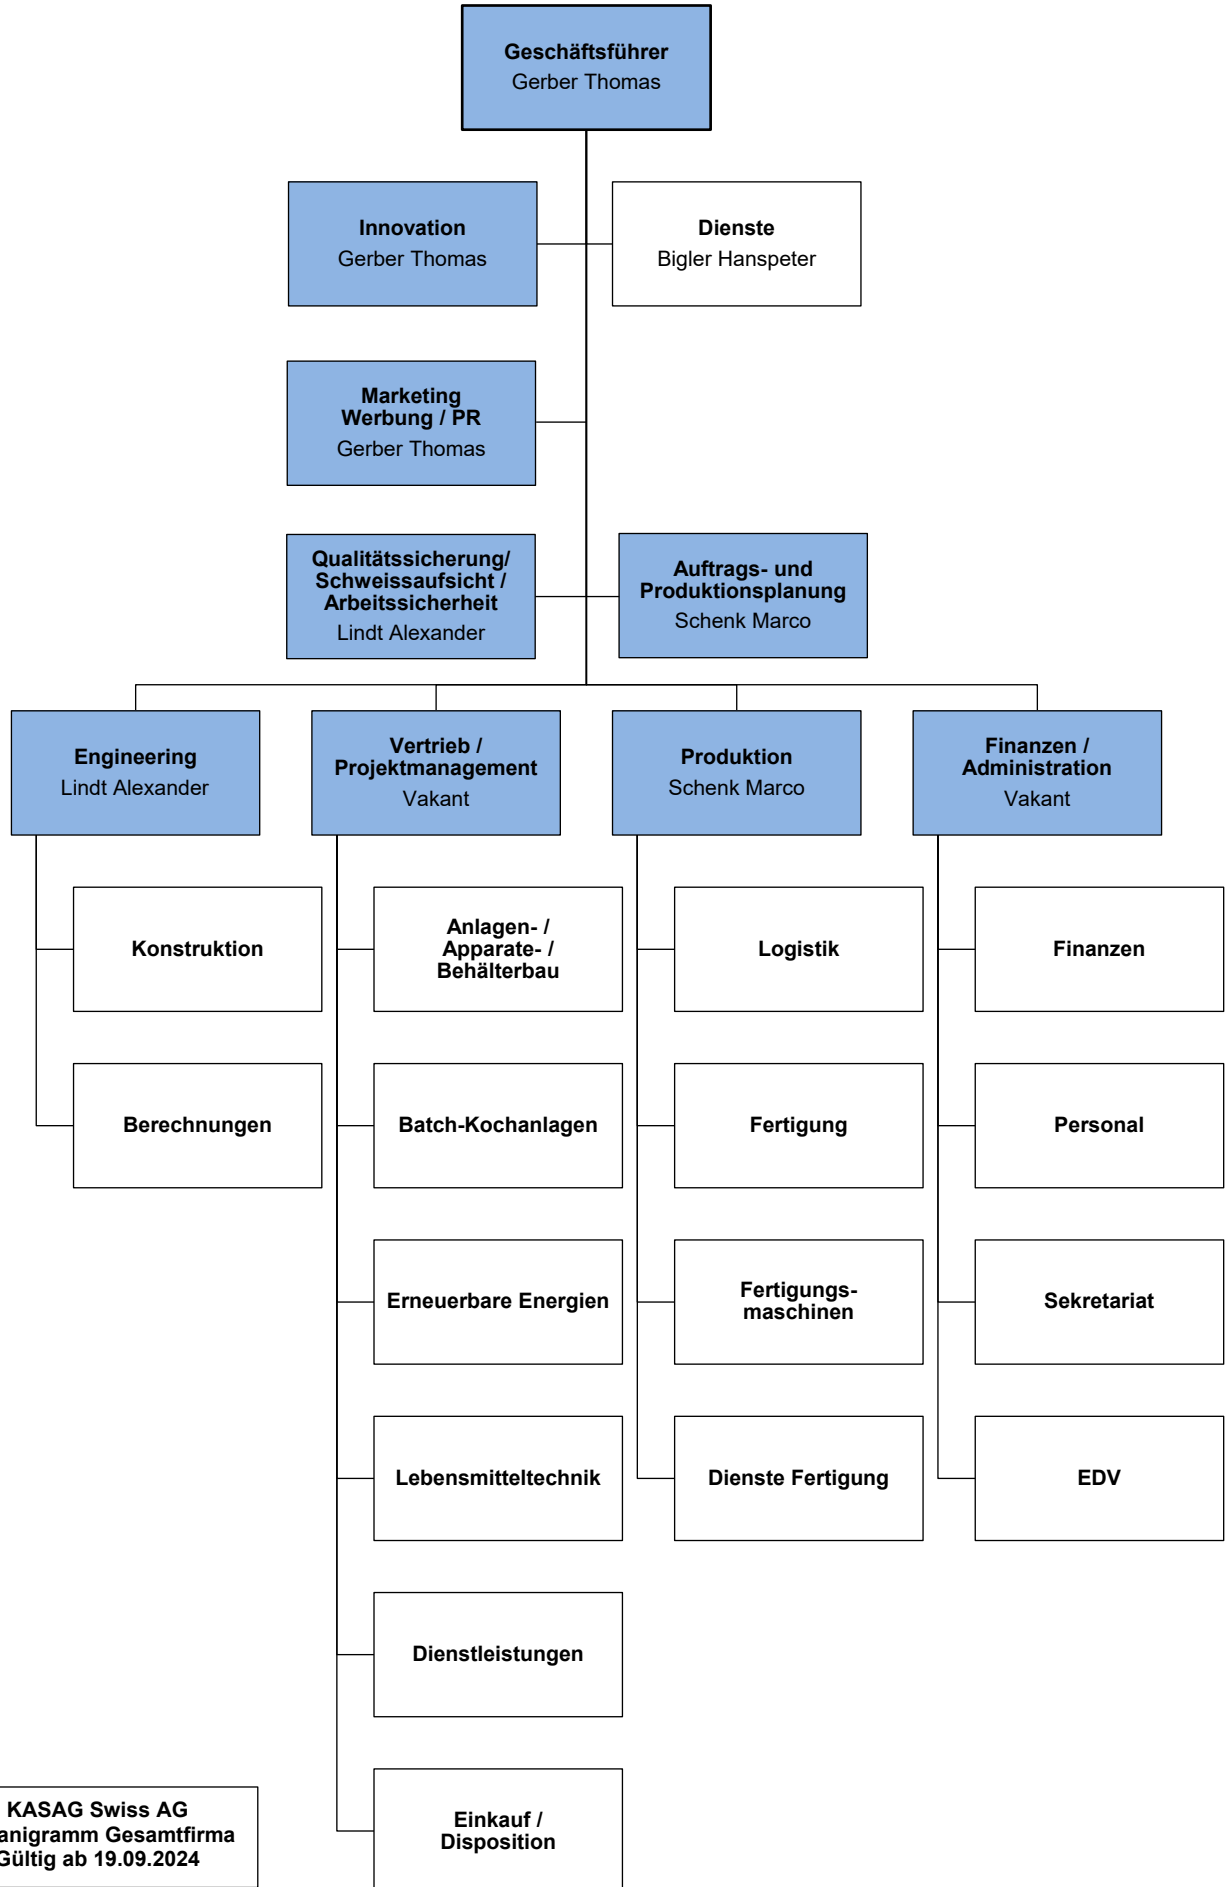 Geschäftsführer
Gerber Thomas
Innovation
Gerber Thomas
Dienste
Bigler Hanspeter
Marketing
Werbung / PR
Gerber Thomas
Qualitätssicherung/
Schweissaufsicht /
Arbeitssicherheit
Lindt Alexander
Auftrags- und
Produktionsplanung
Schenk Marco
Engineering
Lindt Alexander
Vertrieb /
Projektmanagement
Vakant
Produktion
Schenk Marco
Finanzen /
Administration
Vakant
Konstruktion
Anlagen- /
Apparate- /
Behälterbau
Logistik
Finanzen
Berechnungen
Batch-Kochanlagen
Fertigung
Personal
Erneuerbare Energien
Fertigungs-
maschinen
Sekretariat
Lebensmitteltechnik
Dienste Fertigung
EDV
Dienstleistungen
Einkauf /
Disposition
KASAG Swiss AG
anigramm Gesamtfirma
Gültig ab 19.09.2024